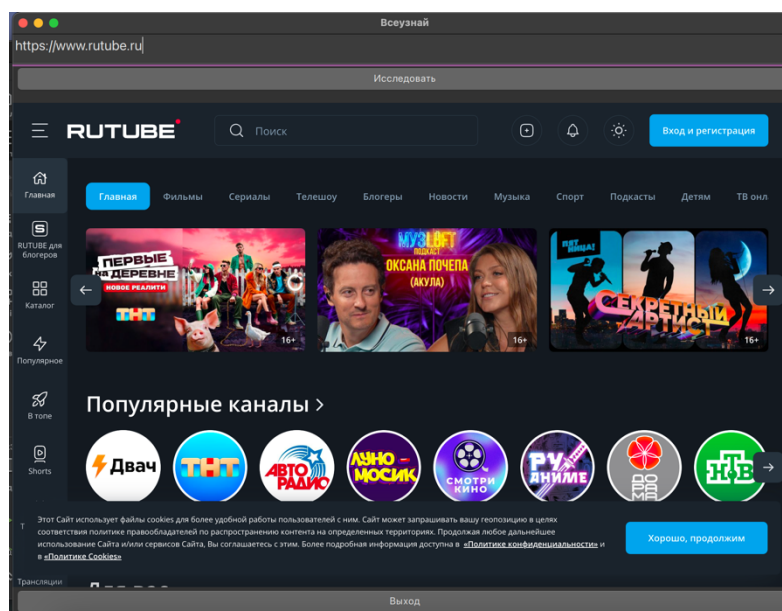 Всеузнай
https://www.rutube.ru
Исследовать
RUTUBE
Поиск
Вход и регистрация
Главная
RUTUBE для
блогеров
Каталог
Популярное
В топе
Shorts
Трансляции
Главная Фильмы Сериалы Телешоу Блогеры Новости Музыка Спорт Подкасты Детям ТВ онл
ПЕРВЫЕ
НА ДЕРЕВНЕ
НОВОЕ РЕАЛИТИ
ТНТ
16+
МУЗLOFT
ПОДКАСТ
ОКСАНА ПОЧЕПА
(АКУЛА)
16+
ПЯТНИЦА!
СЕКРЕТНЫЙ
АРТИСТ
16+
Популярные каналы
Двач
ТНТ
АВТО
РАДИО
ЛУНО-
МОСИК
СМОТРИ
КИНО
РУ
АНИМЕ
НТВ
Этот Сайт использует файлы cookies для более удобной работы пользователей с ним. Сайт может запрашивать вашу геопозицию в целях
соответствия политике правообладателей по распространению контента на определенных территориях. Продолжая любое дальнейшее
использование Сайта и/или сервисов Сайта, Вы соглашаетесь с этим. Более подробная информация доступна в «Политике конфиденциальности» и
в «Политике Cookies»
Хорошо, продолжим
Выход